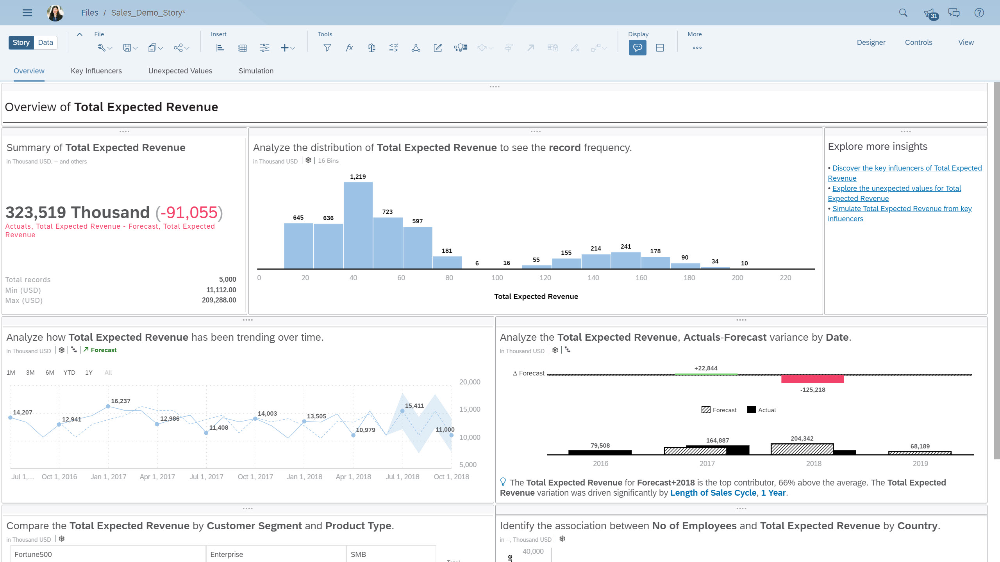 Files / Sales_Demo_Story*
31
Story Data
File
Insert
Tools
Display
More
Designer Controls View
Overview Key Influencers Unexpected Values Simulation
Overview of Total Expected Revenue
Summary of Total Expected Revenue
in Thousand USD, -- and others
323,519 Thousand (-91,055)
Actuals, Total Expected Revenue - Forecast, Total Expected
Revenue
Total records 5,000
Min (USD) 11,112.00
Max (USD) 209,288.00
Analyze the distribution of Total Expected Revenue to see the record frequency.
in Thousand USD 16 Bins
645 636 1,219 723 597 181 6 16 55 155 214 241 178 90 34 10
0 20 40 60 80 100 120 140 160 180 200 220
Total Expected Revenue
Explore more insights
• Discover the key influencers of Total Expected
Revenue
• Explore the unexpected values for Total
Expected Revenue
• Simulate Total Expected Revenue from key
influencers
Analyze how Total Expected Revenue has been trending over time.
in Thousand USD Forecast
1M 3M 6M YTD 1Y All
20,000
15,000
10,000
5,000
14,207 12,941 16,237 12,986 11,408 14,003 13,505 10,979 15,411 11,000
Jul 1,... Oct 1, 2016 Jan 1, 2017 Apr 1, 2017 Jul 1, 2017 Oct 1, 2017 Jan 1, 2018 Apr 1, 2018 Jul 1, 2018 Oct 1, 2018
Analyze the Total Expected Revenue, Actuals-Forecast variance by Date.
in Thousand USD
Δ Forecast
+22,844
-125,218
Forecast Actual
79,508 164,887 204,342 68,189
2016 2017 2018 2019
The Total Expected Revenue for Forecast+2018 is the top contributor, 66% above the average. The Total Expected
Revenue variation was driven significantly by Length of Sales Cycle, 1 Year.
Compare the Total Expected Revenue by Customer Segment and Product Type.
in Thousand USD
Fortune500 Enterprise SMB
Identify the association between No of Employees and Total Expected Revenue by Country.
in --, Thousand USD
40,000